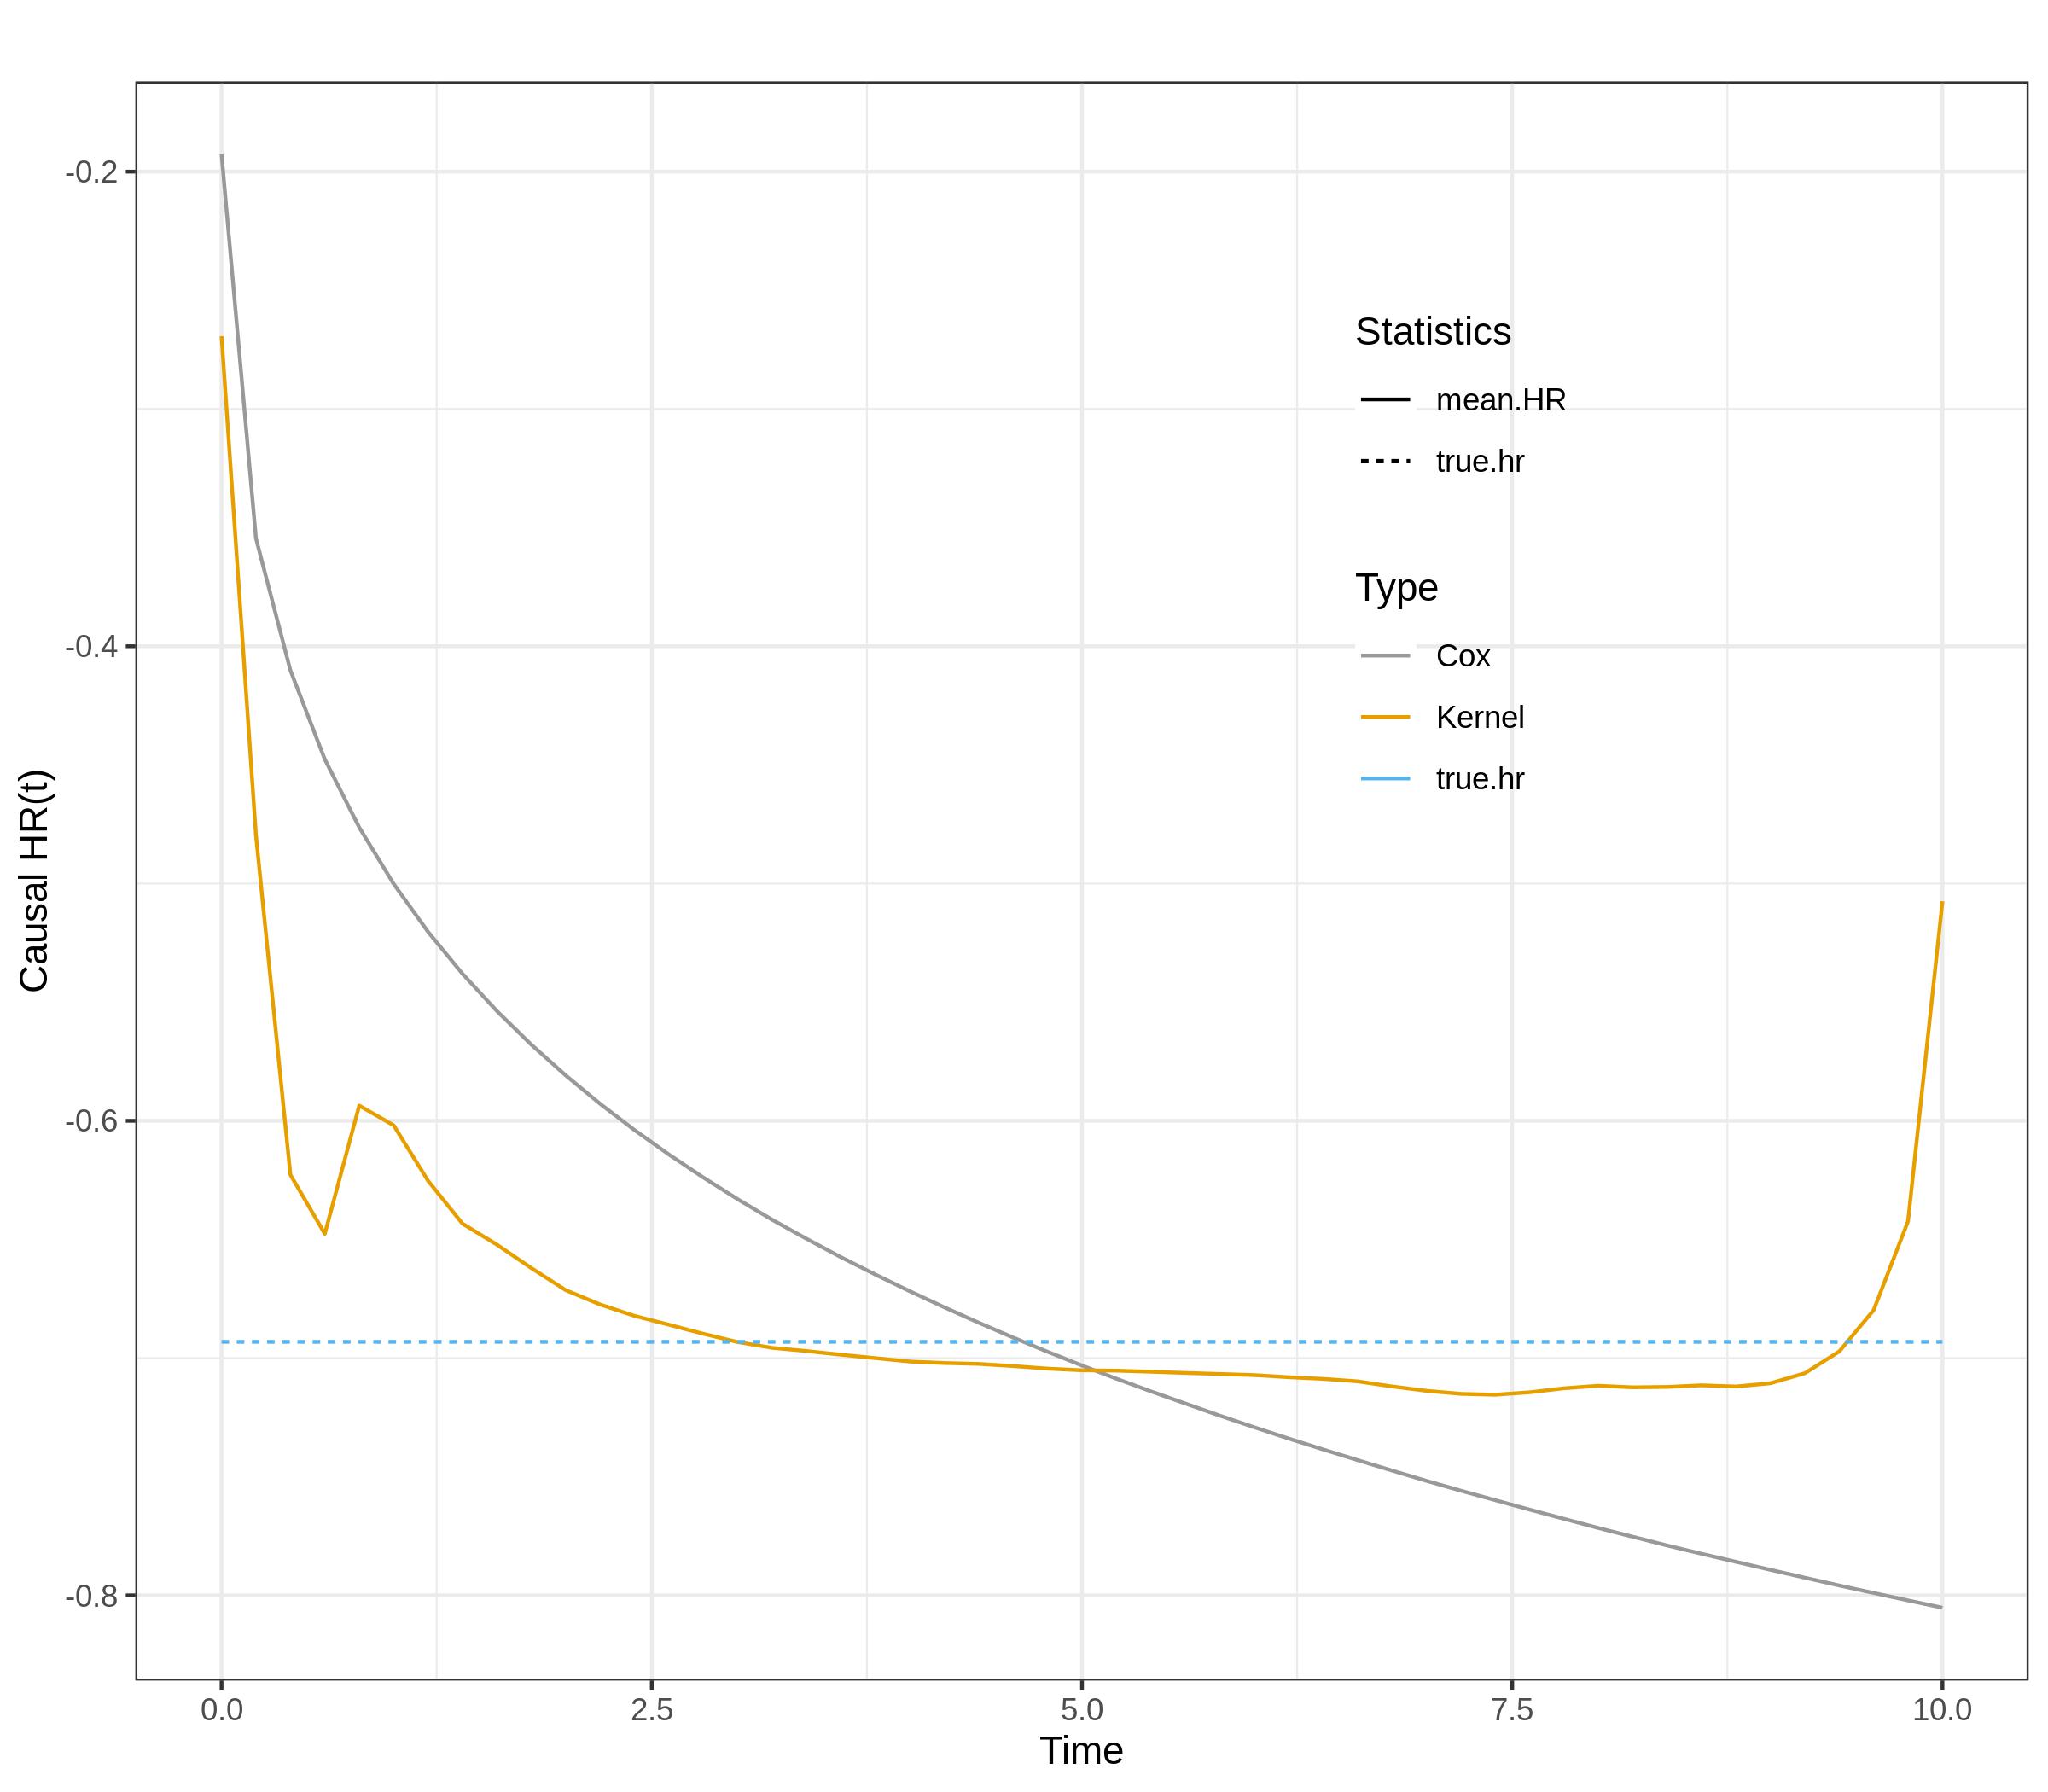 -0.2
-0.4
-0.6
-0.8
Causal HR(t)
Statistics
mean.HR
true.hr
Type
Cox
Kernel
true.hr
0.0
2.5
5.0
7.5
10.0
Time